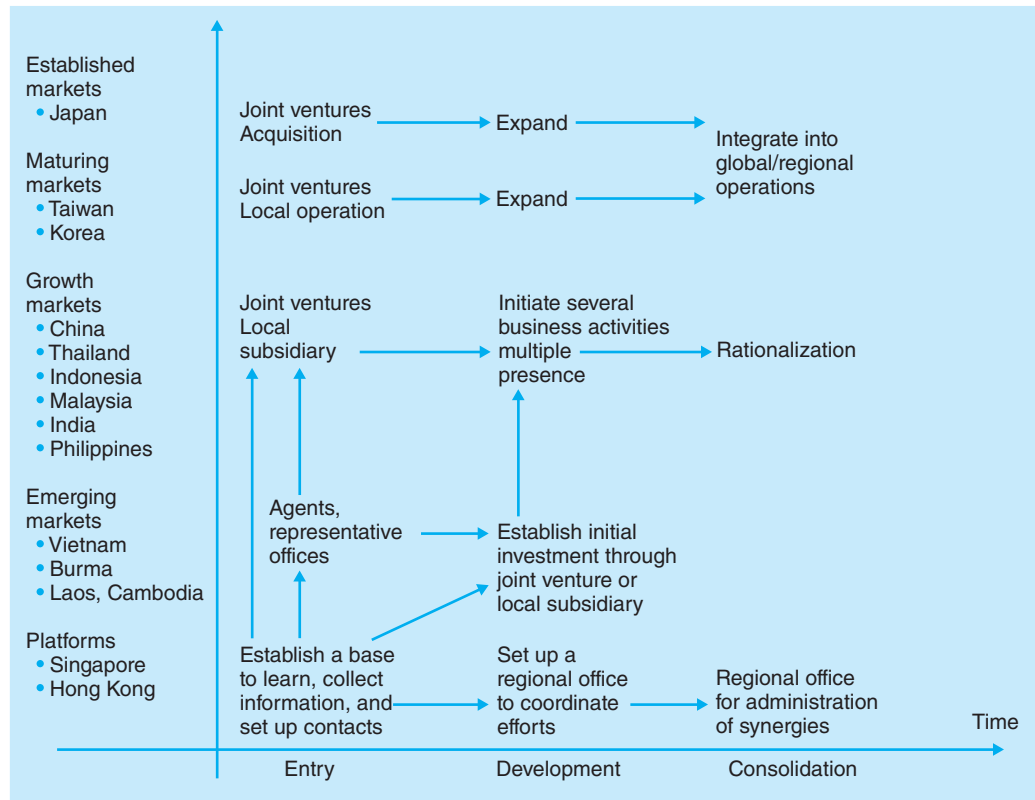 Established
markets
• Japan
Maturing
markets
• Taiwan
• Korea
Growth
markets
• China
• Thailand
• Indonesia
• Malaysia
• India
• Philippines
Emerging
markets
• Vietnam
• Burma
• Laos, Cambodia
Platforms
• Singapore
• Hong Kong
Joint ventures
Acquisition
Expand
Joint ventures
Local operation
Expand
Integrate into
global/regional
operations
Joint ventures
Local
subsidiary
Initiate several
business activities
multiple
presence
Rationalization
Agents,
representative
offices
Establish initial
investment through
joint venture or
local subsidiary
Establish a base
to learn, collect
information, and
set up contacts
Set up a
regional office
to coordinate
efforts
Regional office
for administration
of synergies
Time
Entry
Development
Consolidation